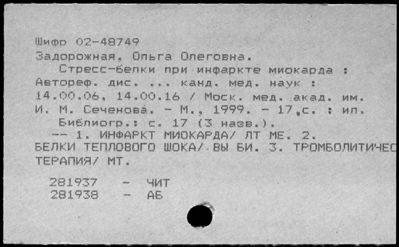 Шифр 02-48749
Задорожная, Ольга Олеговна.
Стресс-белки при инфаркте миокарда :
Автореф. дис. ... канд. мед. наук :
14.00.06, 14.00.16 / Моск. мед. акад. им.
И. М. Сеченова. - М., 1999. - 17,с. : ил.
Библиогр.: с. 17 (3 назв.).
-- 1. ИНФАРКТ МИОКАРДА/ ЛТ МЕ. 2.
БЕЛКИ ТЕПЛОВОГО ШОКА/ ВЫ БИ. 3. ТРОМБОЛИТИЧЕС
ТЕРАПИЯ/ МТ.
281937 - ЧИТ
281938 - АБ